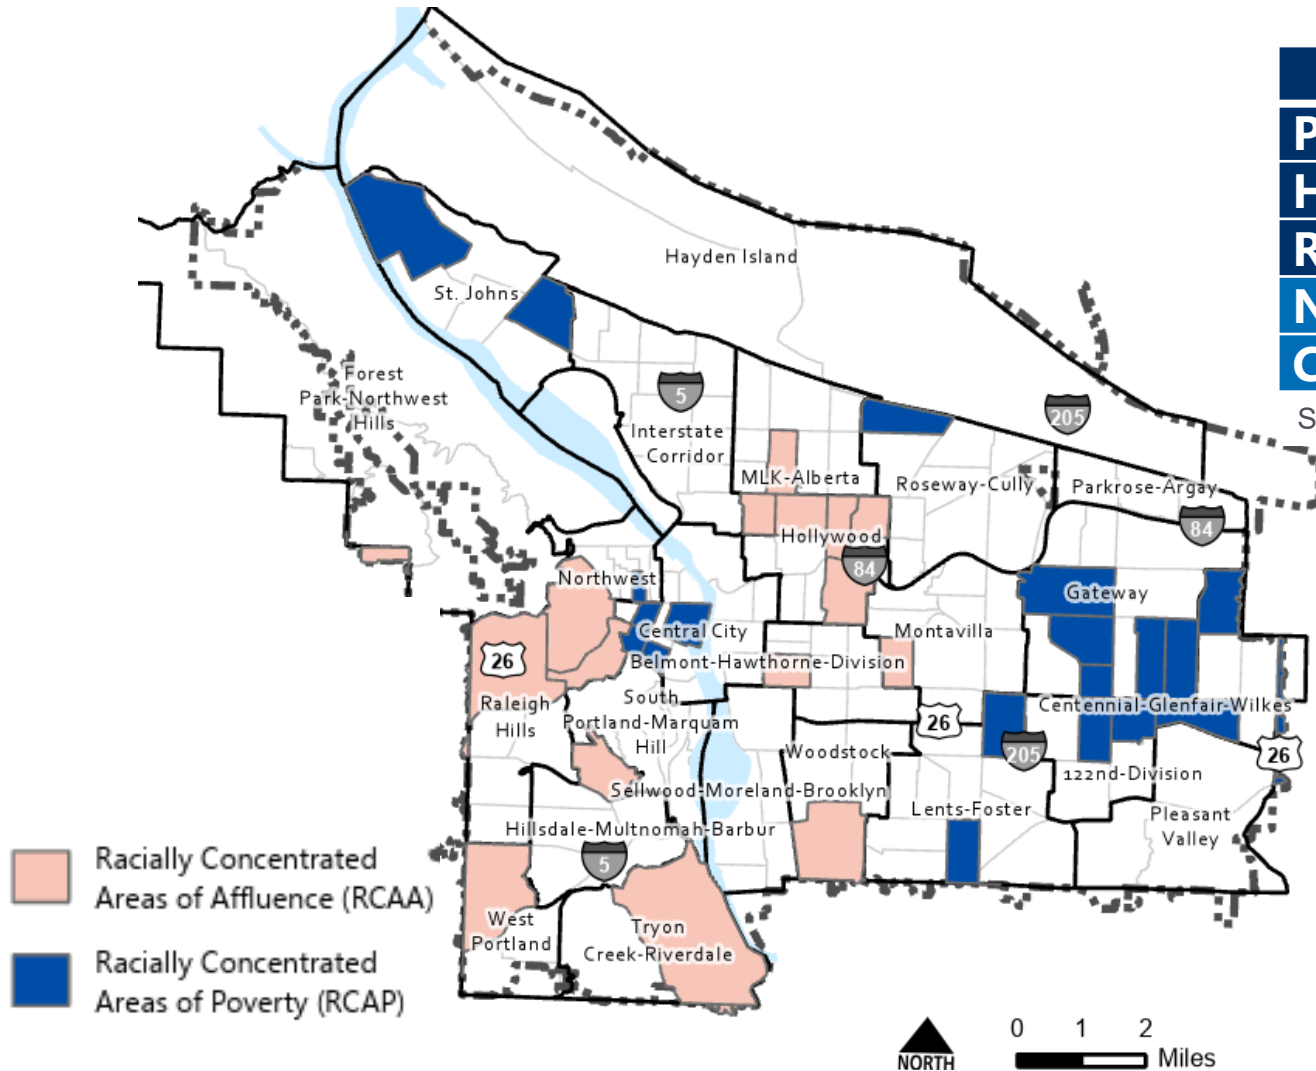 P
H
R
N
C
S
Hayden Island
St. Johns
Forest
Park-Northwest
Hills
5
205
Interstate
Corridor
MLK-Alberta
Roseway-Cully
Parkrose-Argay
84
Hollywood
84
Northwest
Gateway
Central City
Montavilla
26
Belmont-Hawthorne-Division
Raleigh
Hills
South
Portland-Marquam
Hill
Centennial-Glenfair-Wilkes
26
205
26
Woodstock
122nd-Division
Sellwood-Moreland-Brooklyn
Lents-Foster
Pleasant
Valley
Hillsdale-Multnomah-Barbur
5
Racially Concentrated
Areas of Affluence (RCAA)
West
Portland
Tryon
Creek-Riverdale
Racially Concentrated
Areas of Poverty (RCAP)
0 1 2
Miles
NORTH